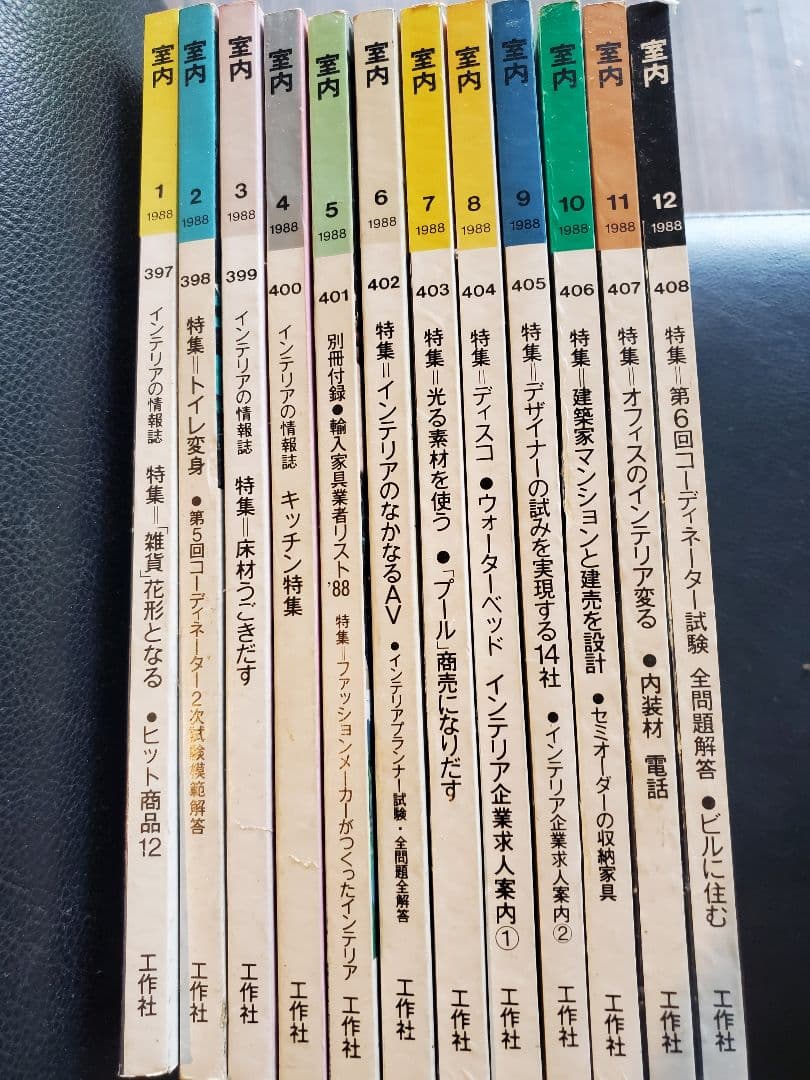 室内
1
1988
397
インテリアの情報誌 特集=「雑貨」花形となる ●ヒット商品12
工作社
室内
2
1988
398
特集=トイレ変身 ●第5回コーディネーター2次試験模範解答
工作社
室内
3
1988
399
インテリアの情報誌 特集=床材うごきだす
工作社
室内
4
1988
400
インテリアの情報誌 キッチン特集
工作社
室内
5
1988
401
別冊付録●輸入家具業者リスト'88 特集=ファッションメーカーがつくったインテリア
工作社
室内
6
1988
402
特集=インテリアのなかなるAV ●インテリアプランナー試験・全問題全解答
工作社
室内
7
1988
403
特集=光る素材を使う ●「プール」商売になりだす
工作社
室内
8
1988
404
特集=ディスコ ●ウォーターベッド インテリア企業求人案内①
工作社
室内
9
1988
405
特集=デザイナーの試みを実現する14社 ●インテリア企業求人案内②
工作社
室内
10
1988
406
特集=建築家マンションと建売を設計 ●セミオーダーの収納家具
工作社
室内
11
1988
407
特集=オフィスのインテリア変る ●内装材 電話
工作社
室内
12
1988
408
特集=第6回コーディネーター試験 全問題解答 ●ビルに住む
工作社